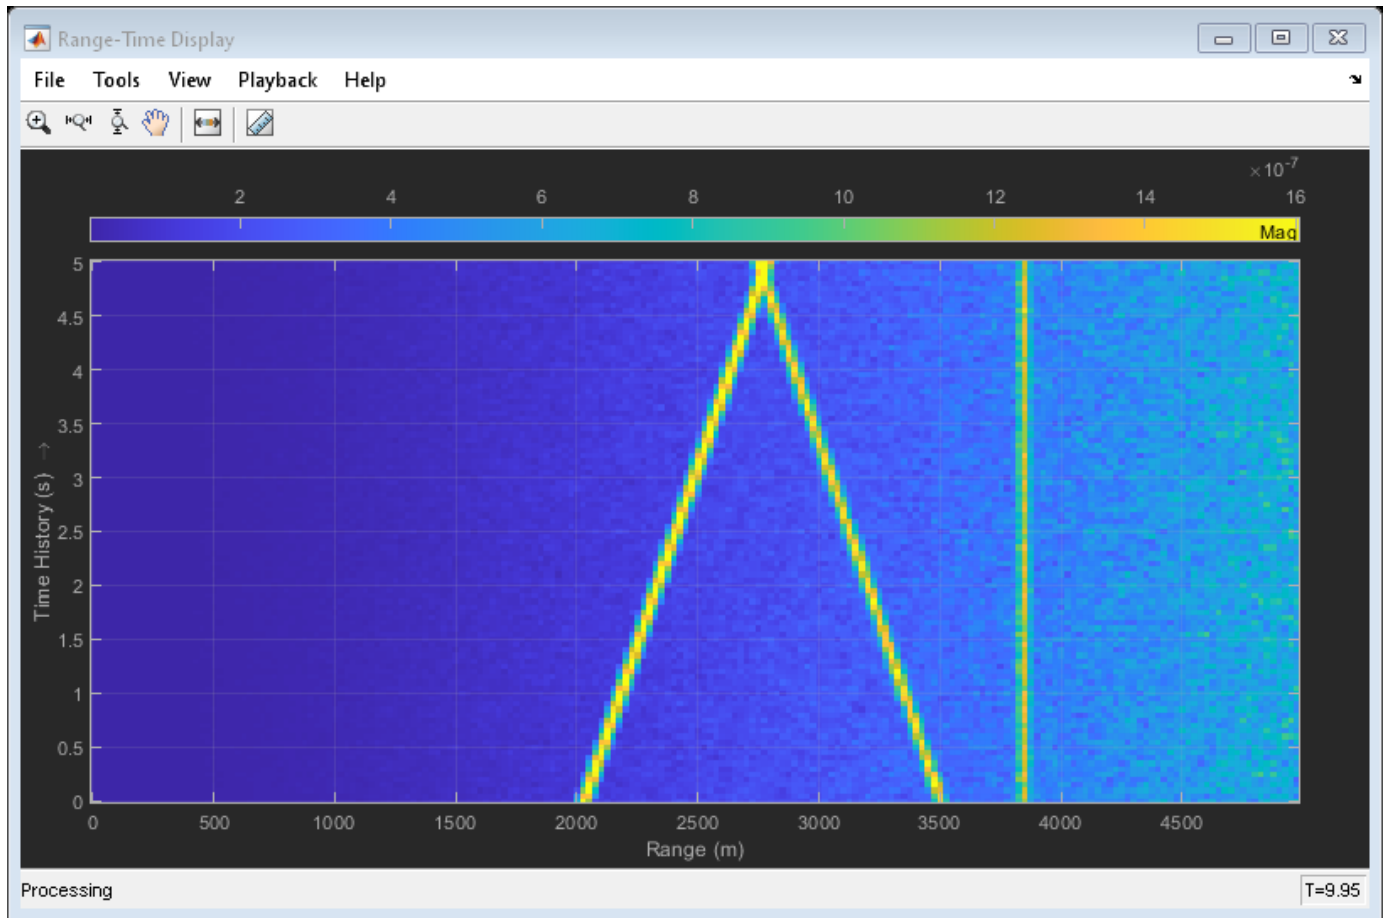 Range-Time Display
File Tools View Playback Help
×10-7
2 4 6 8 10 12 14 16
Mag
5
4.5
4
3.5
3
2.5
2
1.5
1
0.5
0
Time History (s) →
0 500 1000 1500 2000 2500 3000 3500 4000 4500
Range (m)
Processing T=9.95